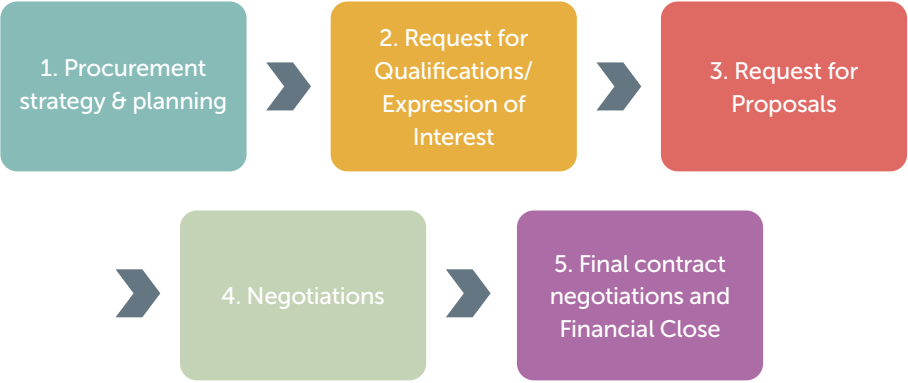 1. Procurement
strategy & planning
2. Request for
Qualifications/
Expression of
Interest
3. Request for
Proposals
4. Negotiations
5. Final contract
negotiations and
Financial Close